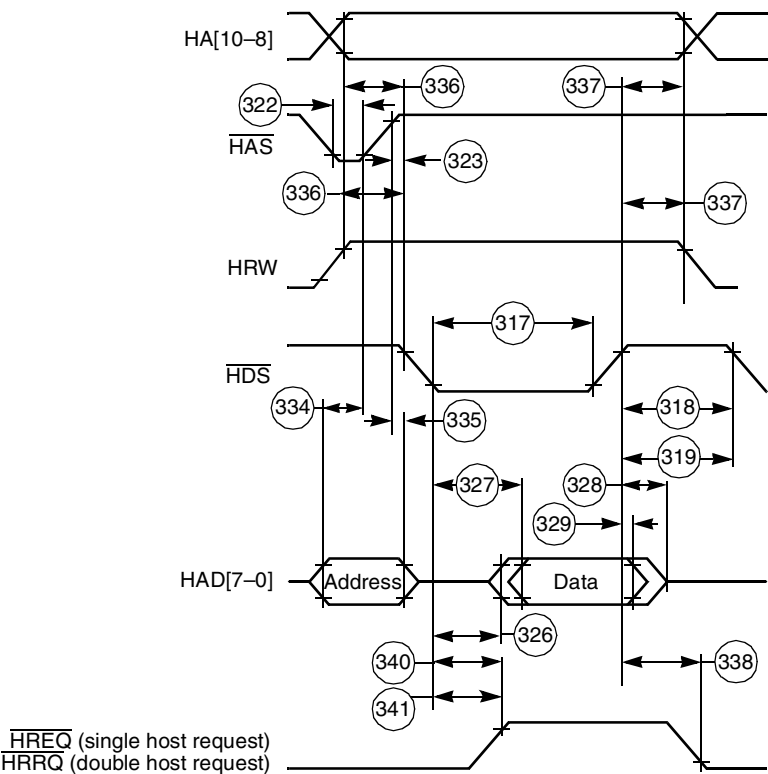 HA[10–8]
336
337
322
HAS
323
336
337
HRW
317
HDS
334
335
318
319
327
328
329
HAD[7–0]
Address
Data
326
340
338
341
HREQ (single host request)
HRRQ (double host request)